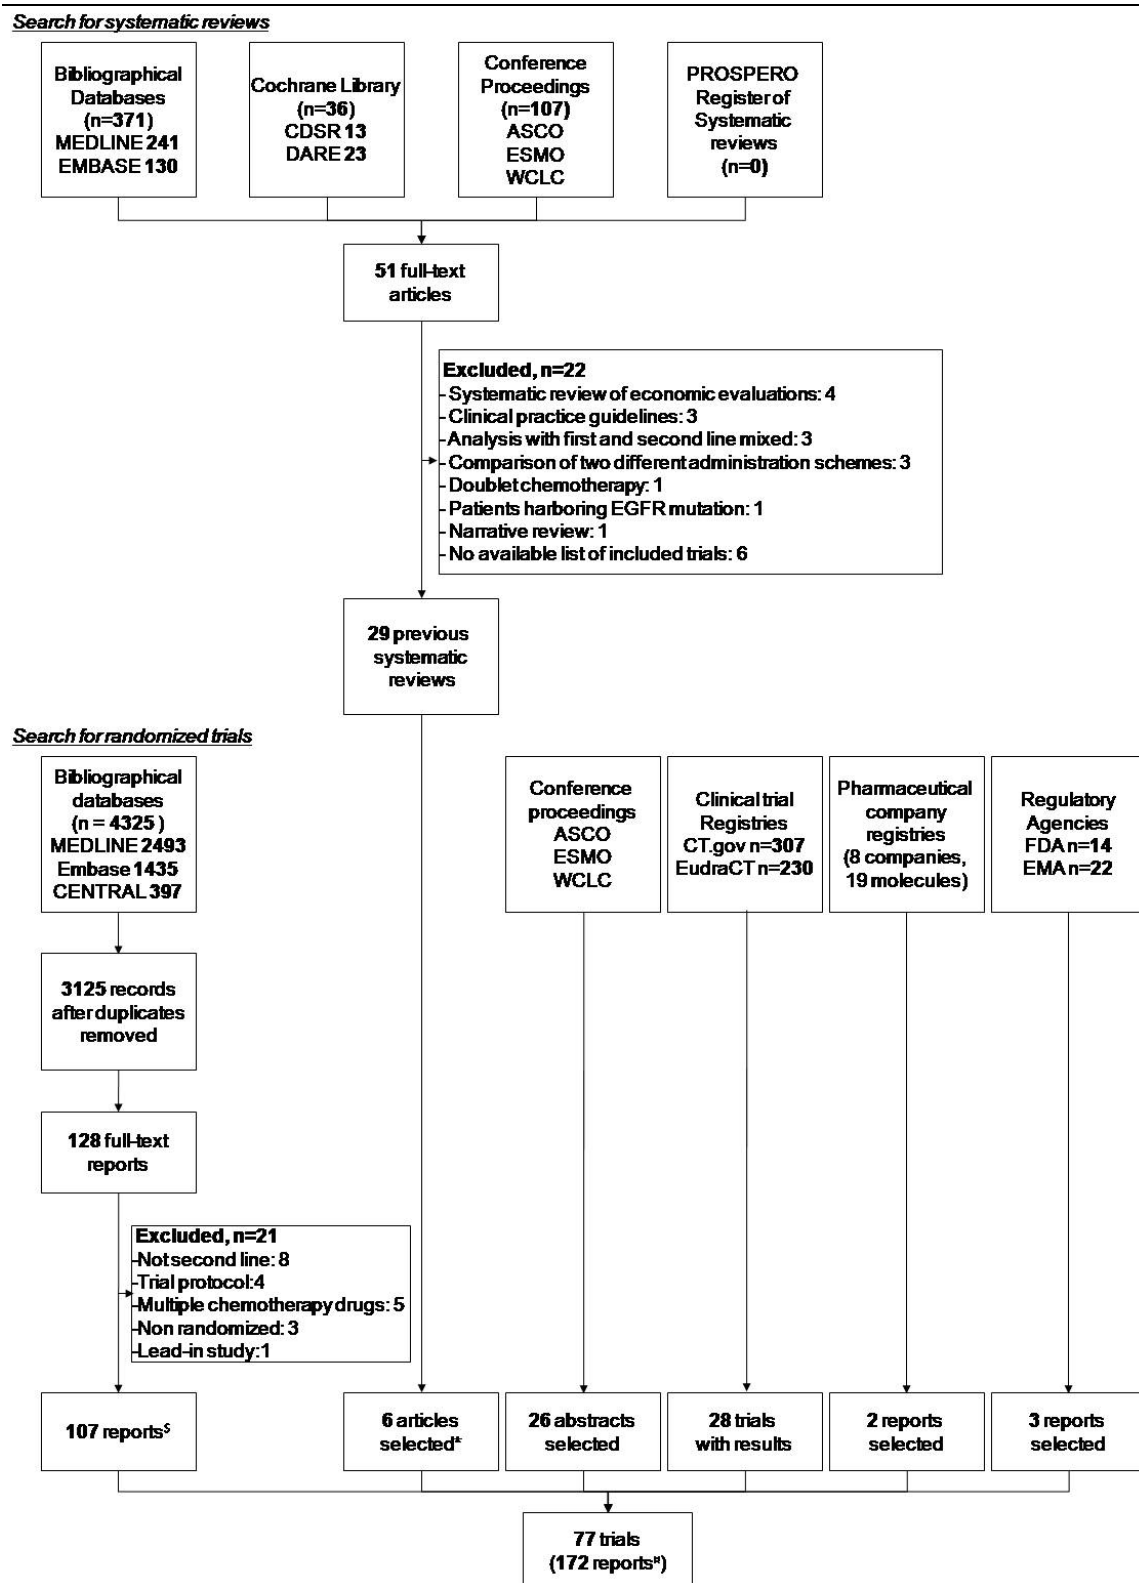 Search for systematic reviews
Bibliographical
Databases
(n=371)
MEDLINE 241
EMBASE 130
Cochrane Library
(n=36)
CDSR 13
DARE 23
Conference
Proceedings
(n=107)
ASCO
ESMO
WCLC
PROSPERO
Register of
Systematic
reviews
(n=0)
51 full-text
articles
Excluded, n=22
- Systematic review of economic evaluations: 4
- Clinical practice guidelines: 3
- Analysis with first and second line mixed: 3
- Comparison of two different administration schemes: 3
- Doublet chemotherapy: 1
- Patients harboring EGFR mutation: 1
- Narrative review: 1
- No available list of included trials: 6
29 previous
systematic
reviews
Search for randomized trials
Bibliographical
databases
(n = 4325 )
MEDLINE 2493
Embase 1435
CENTRAL 397
Conference
proceedings
ASCO
ESMO
WCLC
Clinical trial
Registries
CT.gov n=307
EudraCT n=230
Pharmaceutical
company
registries
(8 companies,
19 molecules)
Regulatory
Agencies
FDA n=14
EMA n=22
3125 records
after duplicates
removed
128 full-text
reports
Excluded, n=21
-Not second line: 8
-Trial protocol:4
-Multiple chemotherapy drugs: 5
-Non randomized: 3
-Lead-in study:1
107 reports$
6 articles
selected*
26 abstracts
selected
28 trials
with results
2 reports
selected
3 reports
selected
77 trials
(172 reports¤)